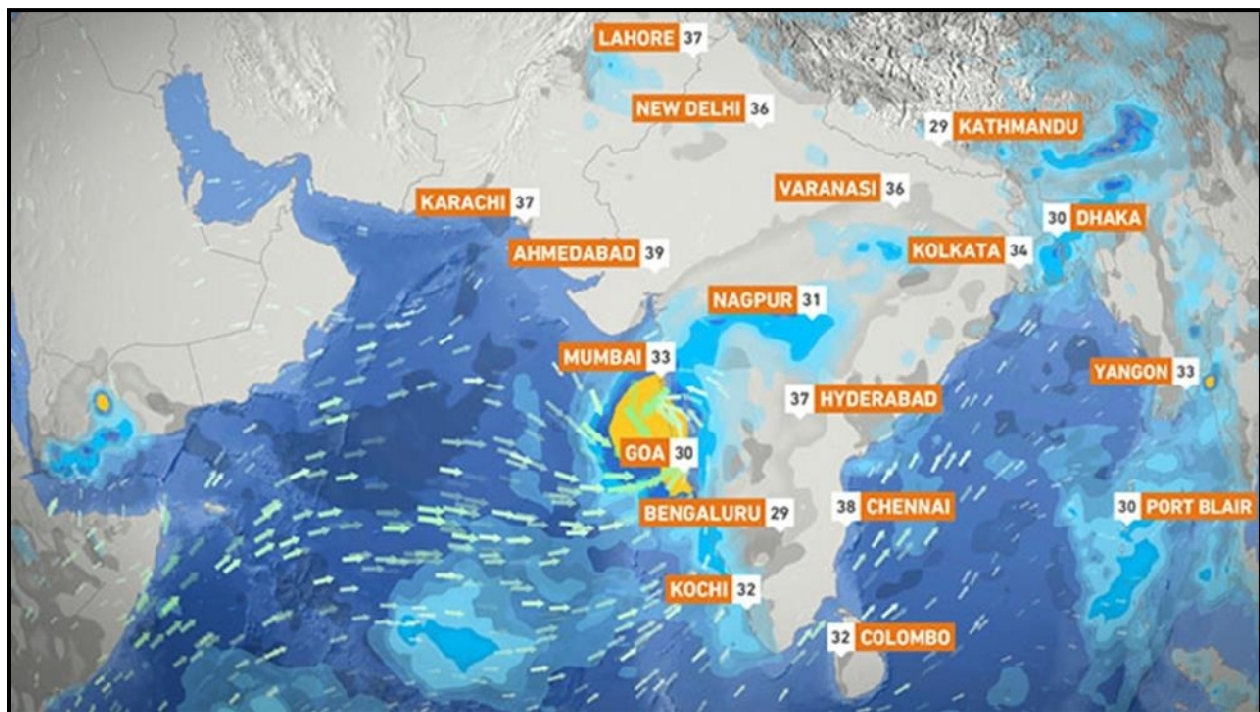 LAHORE 37
NEW DELHI 36
29 KATHMANDU
VARANASI 36
KARACHI 37
30 DHAKA
AHMEDABAD 39
KOLKATA 34
NAGPUR 31
MUMBAI 33
YANGON 33
37 HYDERABAD
GOA 30
BENGALURU 29
38 CHENNAI
30 PORT BLAIR
KOCHI 32
32 COLOMBO